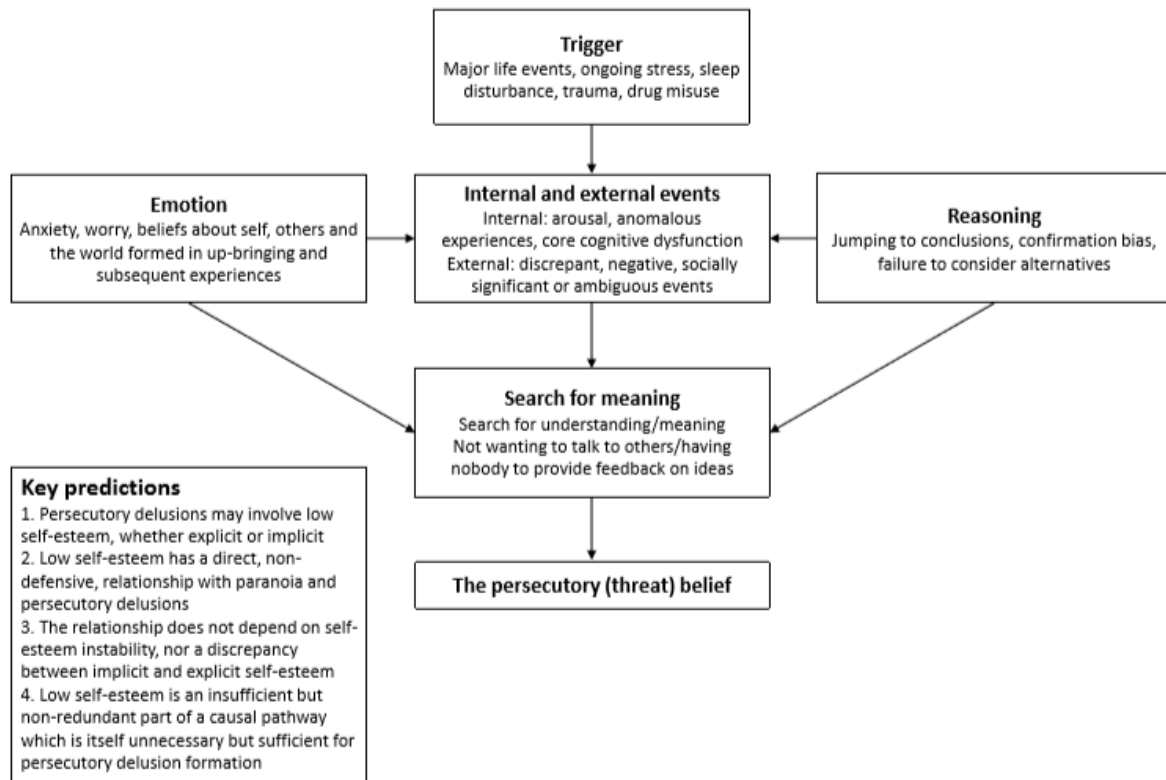 Trigger
Major life events, ongoing stress, sleep
disturbance, trauma, drug misuse
Emotion
Anxiety, worry, beliefs about self, others and
the world formed in up-bringing and
subsequent experiences
Internal and external events
Internal: arousal, anomalous
experiences, core cognitive dysfunction
External: discrepant, negative, socially
significant or ambiguous events
Reasoning
Jumping to conclusions, confirmation bias,
failure to consider alternatives
Search for meaning
Search for understanding/meaning
Not wanting to talk to others/having
nobody to provide feedback on ideas
Key predictions
1. Persecutory delusions may involve low
self-esteem, whether explicit or implicit
2. Low self-esteem has a direct, non-
defensive, relationship with paranoia and
persecutory delusions
3. The relationship does not depend on self-
esteem instability, nor a discrepancy
between implicit and explicit self-esteem
4. Low self-esteem is an insufficient but
non-redundant part of a causal pathway
which is itself unnecessary but sufficient for
persecutory delusion formation
The persecutory (threat) belief